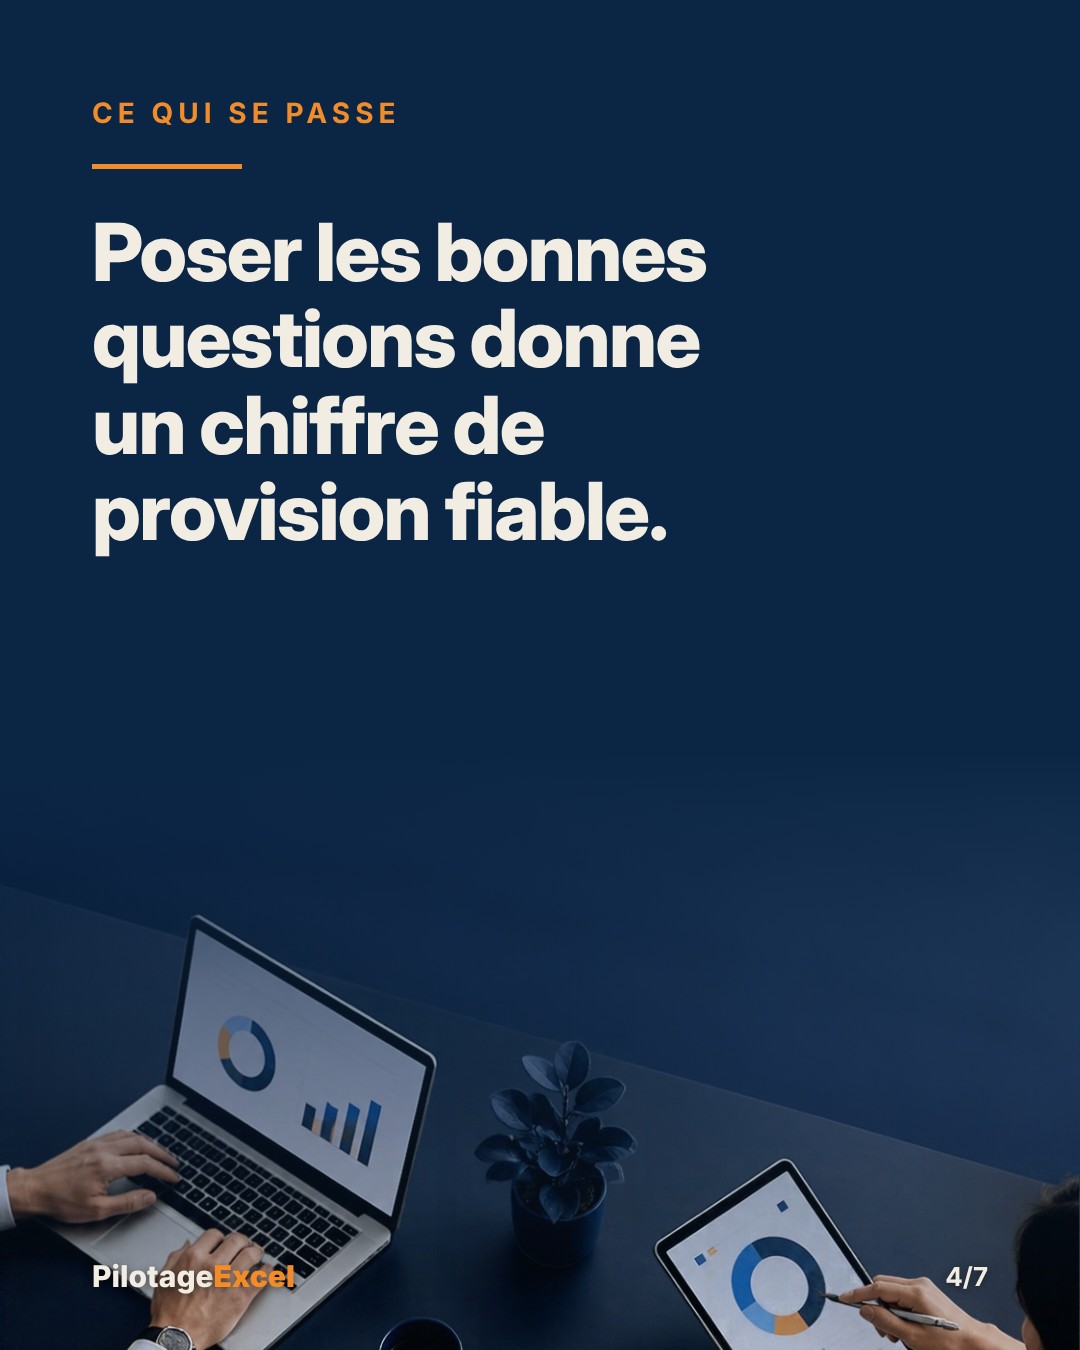 CE QUI SE PASSE
Poser les bonnes
questions donne
un chiffre de
provision fiable.
PilotageExcel
4/7